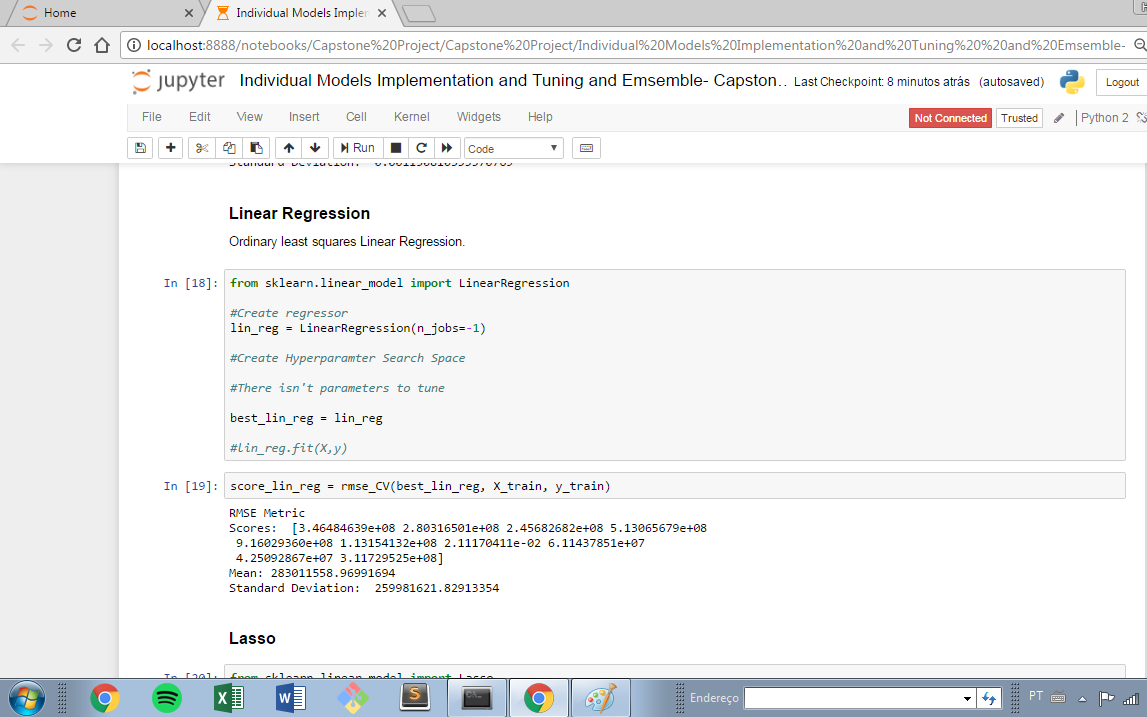 Home
Individual Models Implem
localhost:8888/notebooks/Capstone%20Project/Capstone%20Project/Individual%20Models%20Implementation%20and%20Tuning%20%20and%20Emsemble-
jupyter Individual Models Implementation and Tuning and Emsemble- Capston.. Last Checkpoint: 8 minutos atrás (autosaved)
Logout
File Edit View Insert Cell Kernel Widgets Help
Not Connected Trusted Python 2
Run Code
Standard Deviation:
Linear Regression
Ordinary least squares Linear Regression.
In [18]: from sklearn.linear_model import LinearRegression
#Create regressor
lin_reg = LinearRegression(n_jobs=-1)
#Create Hyperparamter Search Space
#There isn't parameters to tune
best_lin_reg = lin_reg
#lin_reg.fit(X,y)
In [19]: score_lin_reg = rmse_CV(best_lin_reg, X_train, y_train)
RMSE Metric
Scores: [3.46484639e+08 2.80316501e+08 2.45682682e+08 5.13065679e+08
9.16029360e+08 1.13154132e+08 2.11170411e-02 6.11437851e+07
4.25092867e+07 3.11729525e+08]
Mean: 283011558.96991694
Standard Deviation: 259981621.82913354
Lasso
In [20]: from sklearn.linear_model import Lasso
Endereço
PT